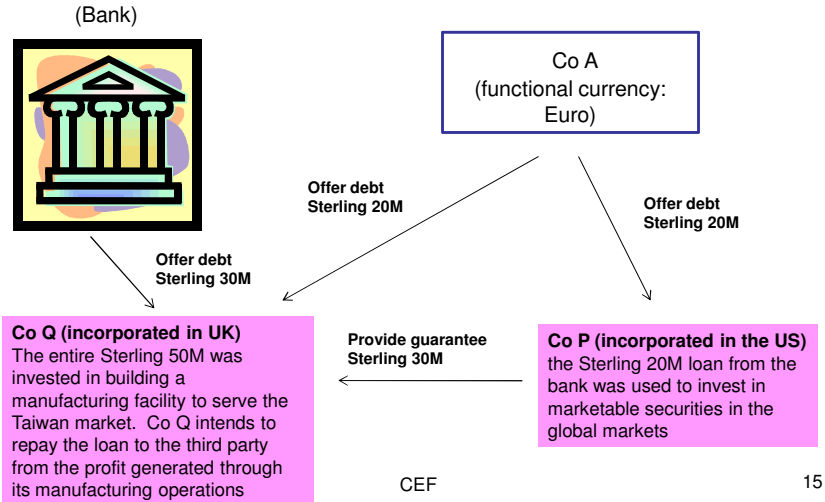 (Bank)
Co A
(functional currency:
Euro)
Offer debt
Sterling 20M
Offer debt
Sterling 20M
Offer debt
Sterling 30M
Co Q (incorporated in UK)
The entire Sterling 50M was
invested in building a
manufacturing facility to serve the
Taiwan market. Co Q intends to
repay the loan to the third party
from the profit generated through
its manufacturing operations
Provide guarantee
Sterling 30M
Co P (incorporated in the US)
the Sterling 20M loan from the
bank was used to invest in
marketable securities in the
global markets
CEF
15